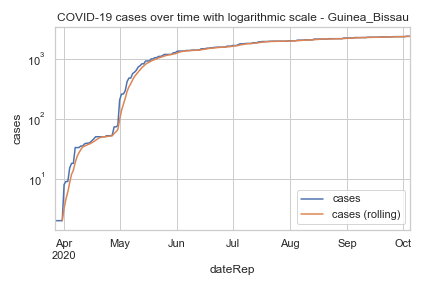 COVID-19 cases over time with logarithmic scale - Guinea_Bissau
10³
10²
10¹
cases
cases
cases (rolling)
Apr May Jun Jul Aug Sep Oct
2020
dateRep